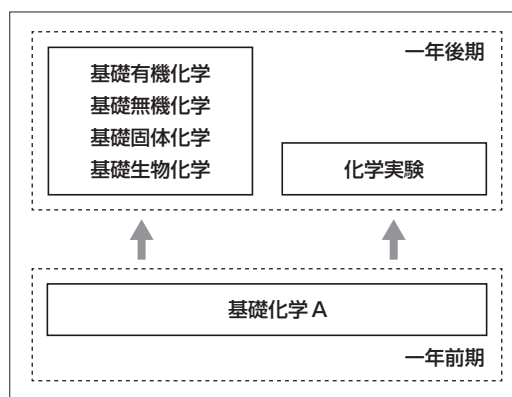 一年後期
基礎有機化学
基礎無機化学
基礎固体化学
基礎生物化学
化学実験
基礎化学A
一年前期